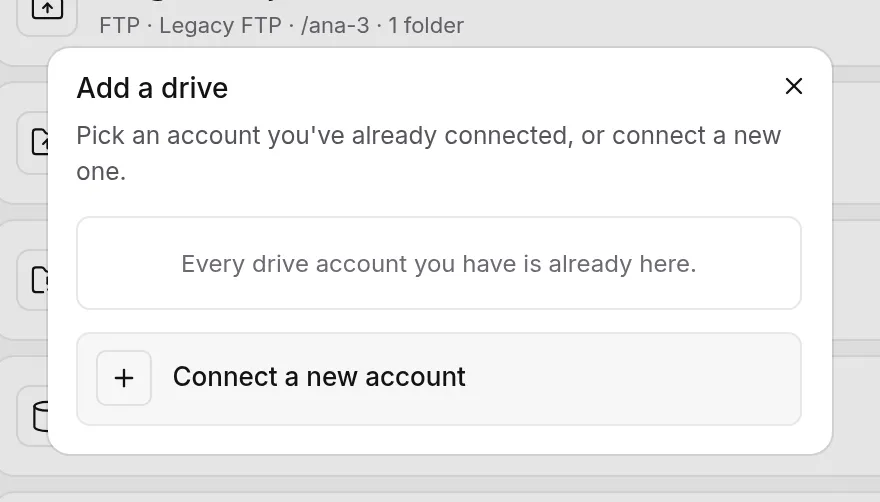 FTP · Legacy FTP · /ana-3 · 1 folder
Add a drive
Pick an account you've already connected, or connect a new
one.
Every drive account you have is already here.
Connect a new account